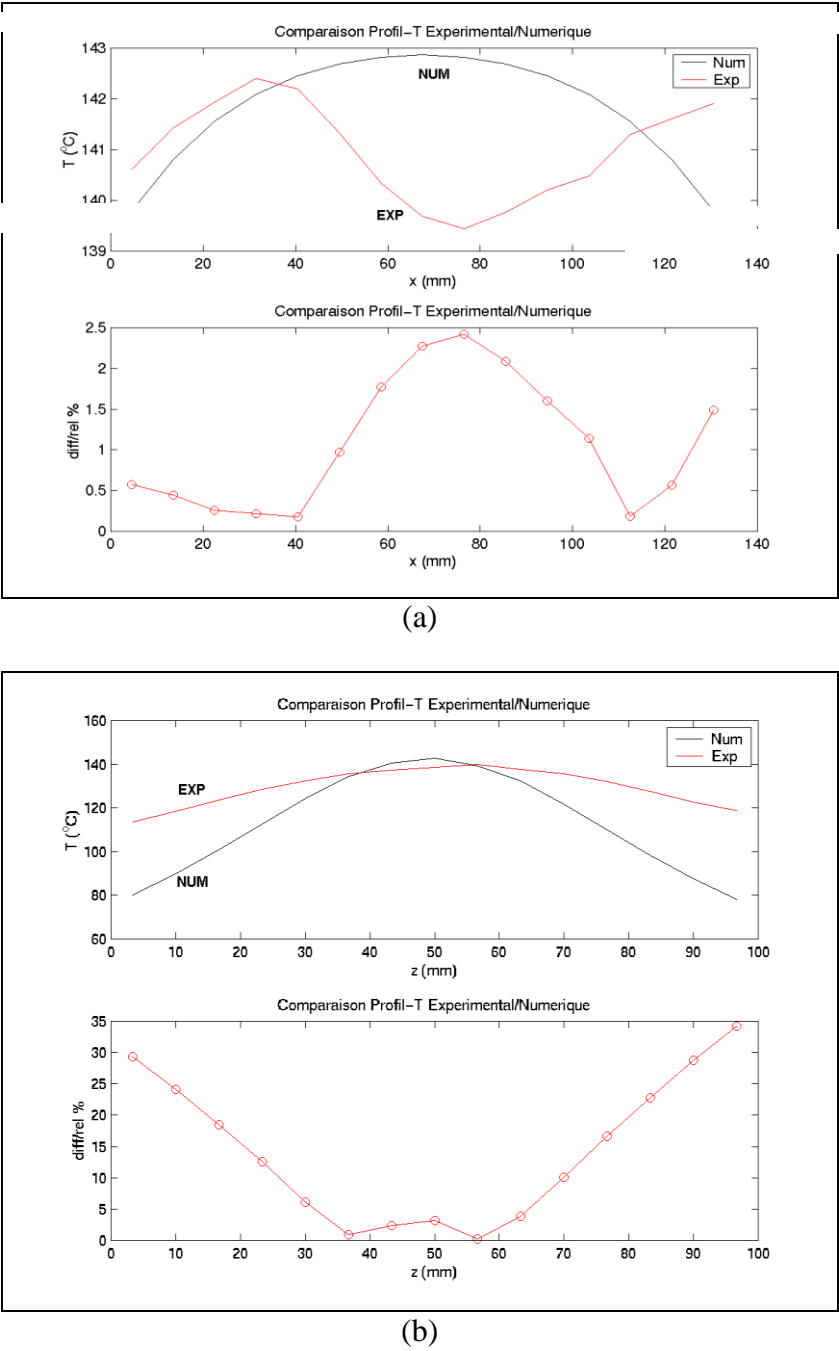 Comparaison Profil-T Experimental/Numerique
143
142
141
140
139
T (°C)
NUM
EXP
Num
Exp
0
20
40
60
80
100
120
140
x (mm)
Comparaison Profil-T Experimental/Numerique
2.5
2
1.5
1
0.5
0
diff/rel %
0
20
40
60
80
100
120
140
x (mm)
(a)
Comparaison Profil-T Experimental/Numerique
160
140
120
100
80
60
T (°C)
EXP
NUM
Num
Exp
0
10
20
30
40
50
60
70
80
90
100
z (mm)
Comparaison Profil-T Experimental/Numerique
35
30
25
20
15
10
5
0
diff/rel %
0
10
20
30
40
50
60
70
80
90
100
z (mm)
(b)